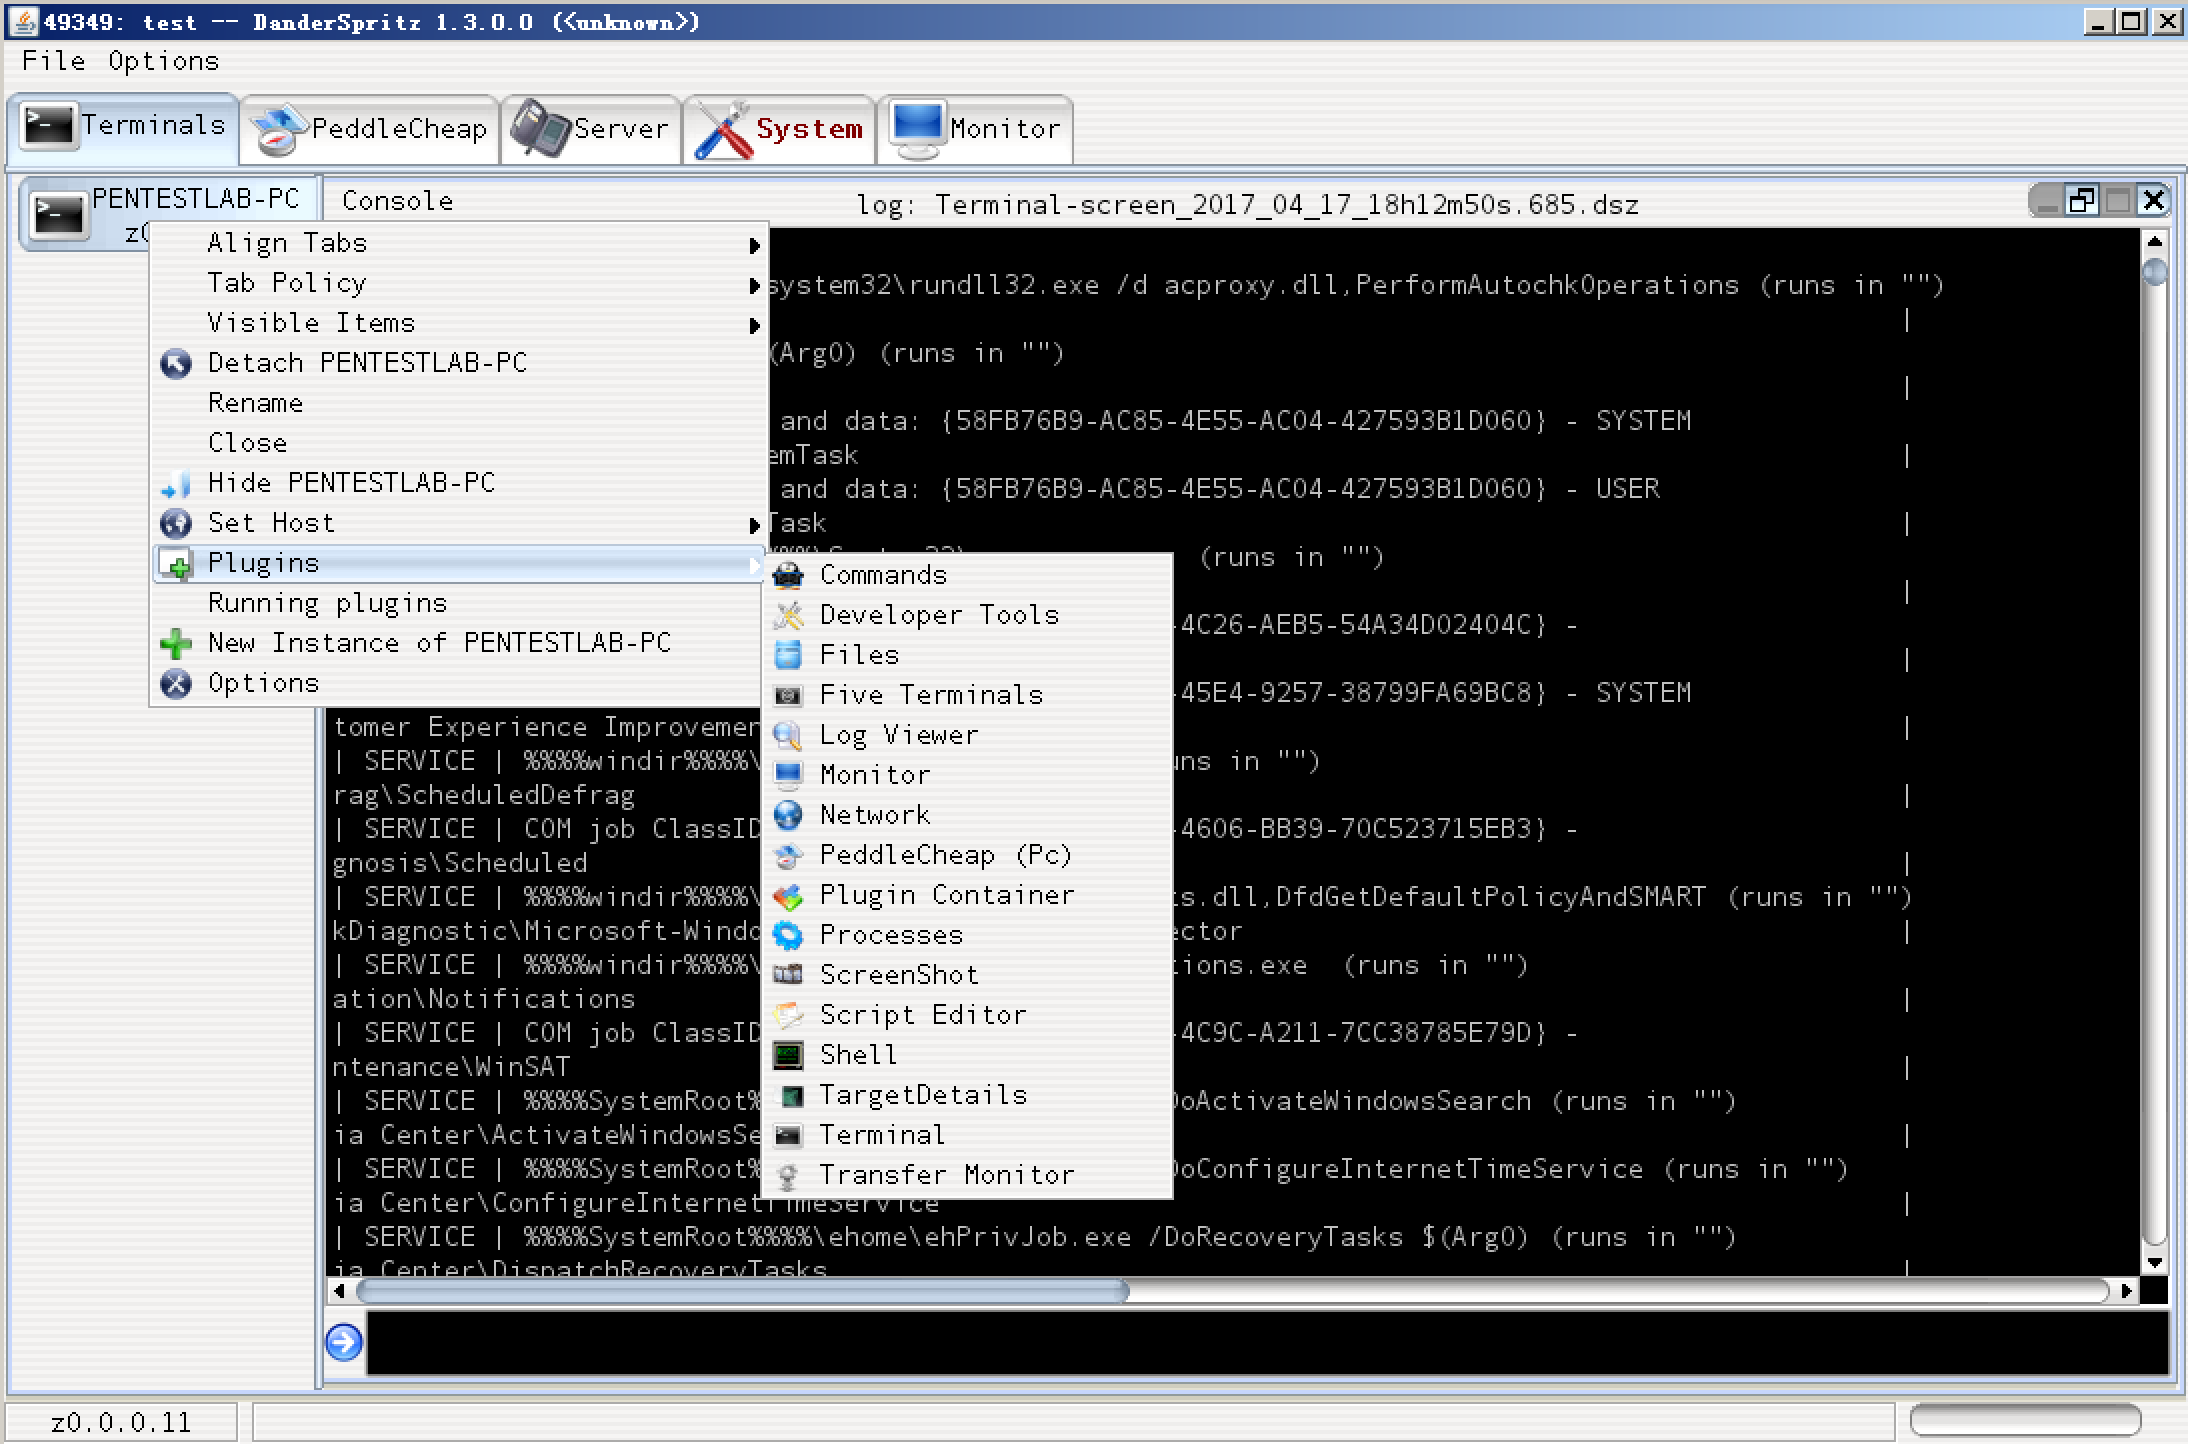 49349: test -- DanderSpritz 1.3.0.0 (<unknown>)
File Options
Terminals PeddleCheap Server System Monitor
PENTESTLAB-PC
Console log: Terminal-screen_2017_04_17_18h12m50s.685.dsz
Align Tabs
Tab Policy
Visible Items
Detach PENTESTLAB-PC
Rename
Close
Hide PENTESTLAB-PC
Set Host
Plugins
Running plugins
New Instance of PENTESTLAB-PC
Options
Commands
Developer Tools
Files
Five Terminals
Log Viewer
Monitor
Network
PeddleCheap (Pc)
Plugin Container
Processes
ScreenShot
Script Editor
Shell
TargetDetails
Terminal
Transfer Monitor
system32\rundll32.exe /d acproxy.dll,PerformAutochkOperations (runs in "")
|
(Arg0) (runs in "")
|
and data: {58FB76B9-AC85-4E55-AC04-427593B1D060} - SYSTEM
emTask |
and data: {58FB76B9-AC85-4E55-AC04-427593B1D060} - USER
Task |
(runs in "")
|
-4C26-AEB5-54A34D02404C} -
|
-45E4-9257-38799FA69BC8} - SYSTEM
tomer Experience Improvemen |
| SERVICE | %%%%windir%%%%\ uns in "")
rag\ScheduledDefrag |
| SERVICE | COM job ClassID -4606-BB39-70C523715EB3} -
gnosis\Scheduled |
| SERVICE | %%%%windir%%%%\ s.dll,DfdGetDefaultPolicyAndSMART (runs in "")
kDiagnostic\Microsoft-Windo ector |
| SERVICE | %%%%windir%%%%\ ions.exe (runs in "")
ation\Notifications |
| SERVICE | COM job ClassID -4C9C-A211-7CC38785E79D} -
ntenance\WinSAT |
| SERVICE | %%%%SystemRoot% DoActivateWindowsSearch (runs in "")
ia Center\ActivateWindowsSe |
| SERVICE | %%%%SystemRoot% DoConfigureInternetTimeService (runs in "")
ia Center\ConfigureInternetTimeService |
| SERVICE | %%%%SystemRoot%%%%\ehome\ehPrivJob.exe /DoRecoveryTasks $(Arg0) (runs in "")
ia Center\DispatchRecoveryTasks |
z0.0.0.11